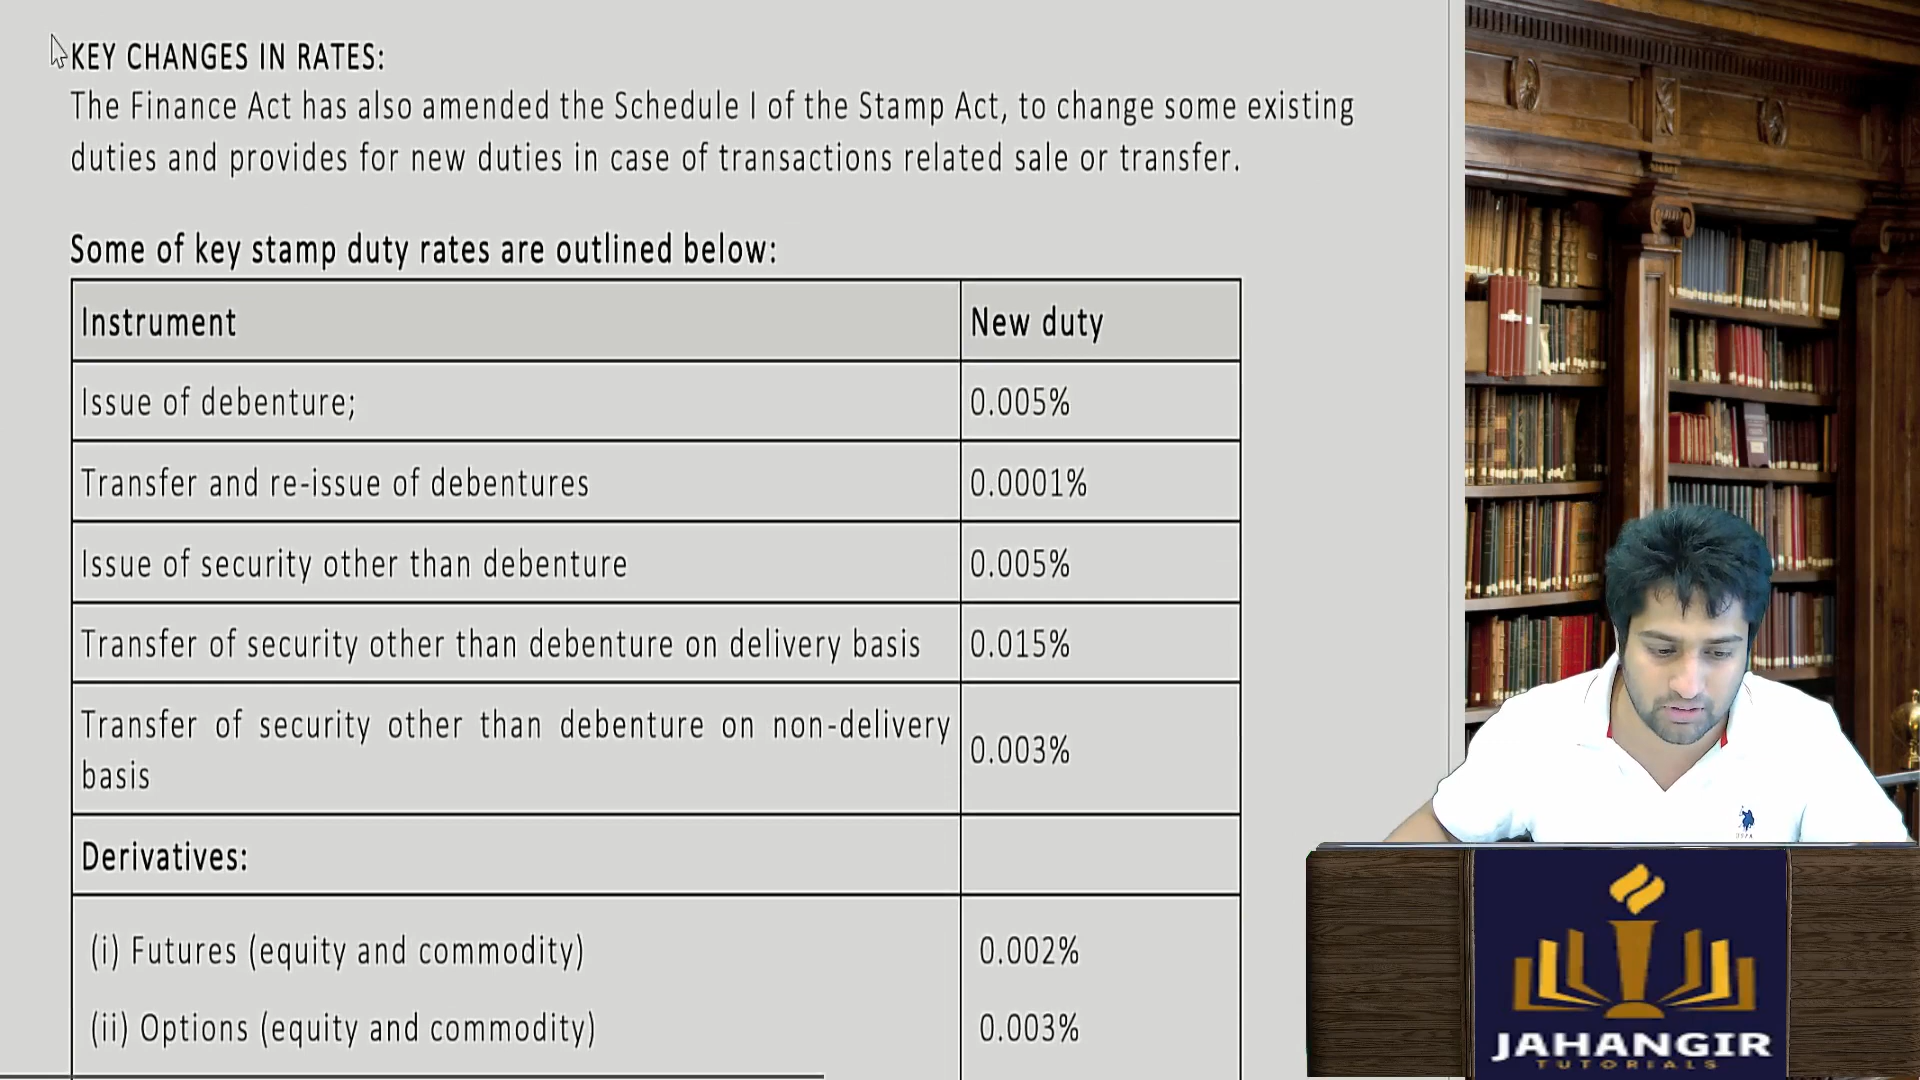 KEY CHANGES IN RATES:
The Finance Act has also amended the Schedule I of the Stamp Act, to change some existing
duties and provides for new duties in case of transactions related sale or transfer.
Some of key stamp duty rates are outlined below:
Instrument New duty
Issue of debenture; 0.005%
Transfer and re-issue of debentures 0.0001%
Issue of security other than debenture 0.005%
Transfer of security other than debenture on delivery basis 0.015%
Transfer of security other than debenture on non-delivery
basis 0.003%
Derivatives:
(i) Futures (equity and commodity) 0.002%
(ii) Options (equity and commodity) 0.003%
JAHANGIR
TUTORIALS